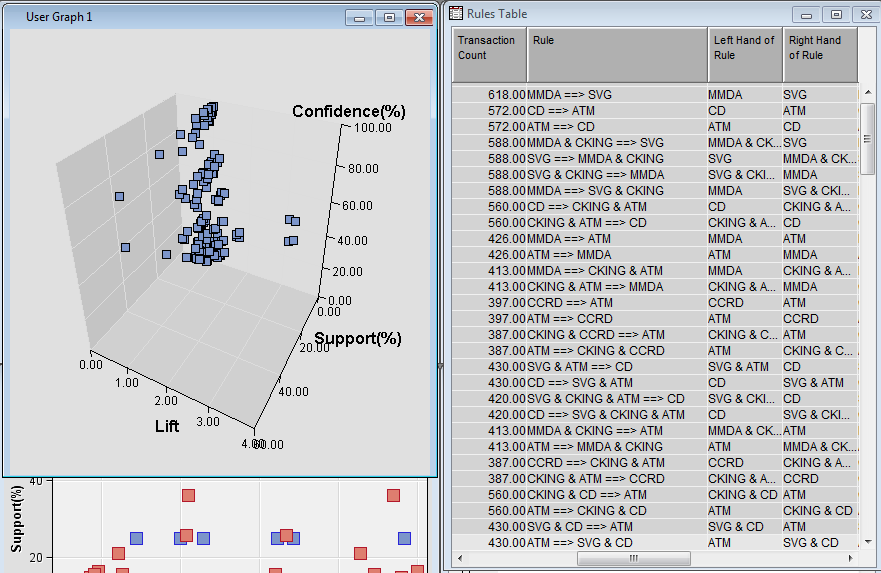 User Graph 1
Confidence(%)
100.00
80.00
60.00
40.00
20.00
0.00
0.00
Support(%)
20.00
40.00
0.00
1.00
2.00
3.00
4.00
60.00
Lift
Support(%)
40
20
Rules Table
Transaction Count Rule Left Hand of Rule Right Hand of Rule
618.00 MMDA ==> SVG MMDA SVG
572.00 CD ==> ATM CD ATM
572.00 ATM ==> CD ATM CD
588.00 MMDA & CKING ==> SVG MMDA & CK... SVG
588.00 SVG ==> MMDA & CKING SVG MMDA & CK...
588.00 SVG & CKING ==> MMDA SVG & CKI... MMDA
588.00 MMDA ==> SVG & CKING MMDA SVG & CKI...
560.00 CD ==> CKING & ATM CD CKING & A...
560.00 CKING & ATM ==> CD CKING & A... CD
426.00 MMDA ==> ATM MMDA ATM
426.00 ATM ==> MMDA ATM MMDA
413.00 MMDA ==> CKING & ATM MMDA CKING & A...
413.00 CKING & ATM ==> MMDA CKING & A... MMDA
397.00 CCRD ==> ATM CCRD ATM
397.00 ATM ==> CCRD ATM CCRD
387.00 CKING & CCRD ==> ATM CKING & C... ATM
387.00 ATM ==> CKING & CCRD ATM CKING & C...
430.00 SVG & ATM ==> CD SVG & ATM CD
430.00 CD ==> SVG & ATM CD SVG & ATM
420.00 SVG & CKING & ATM ==> CD SVG & CKI... CD
420.00 CD ==> SVG & CKING & ATM CD SVG & CKI...
413.00 MMDA & CKING ==> ATM MMDA & CK... ATM
413.00 ATM ==> MMDA & CKING ATM MMDA & CK...
387.00 CCRD ==> CKING & ATM CCRD CKING & A...
387.00 CKING & ATM ==> CCRD CKING & A... CCRD
560.00 CKING & CD ==> ATM CKING & CD ATM
560.00 ATM ==> CKING & CD ATM CKING & CD
430.00 SVG & CD ==> ATM SVG & CD ATM
430.00 ATM ==> SVG & CD ATM SVG & CD